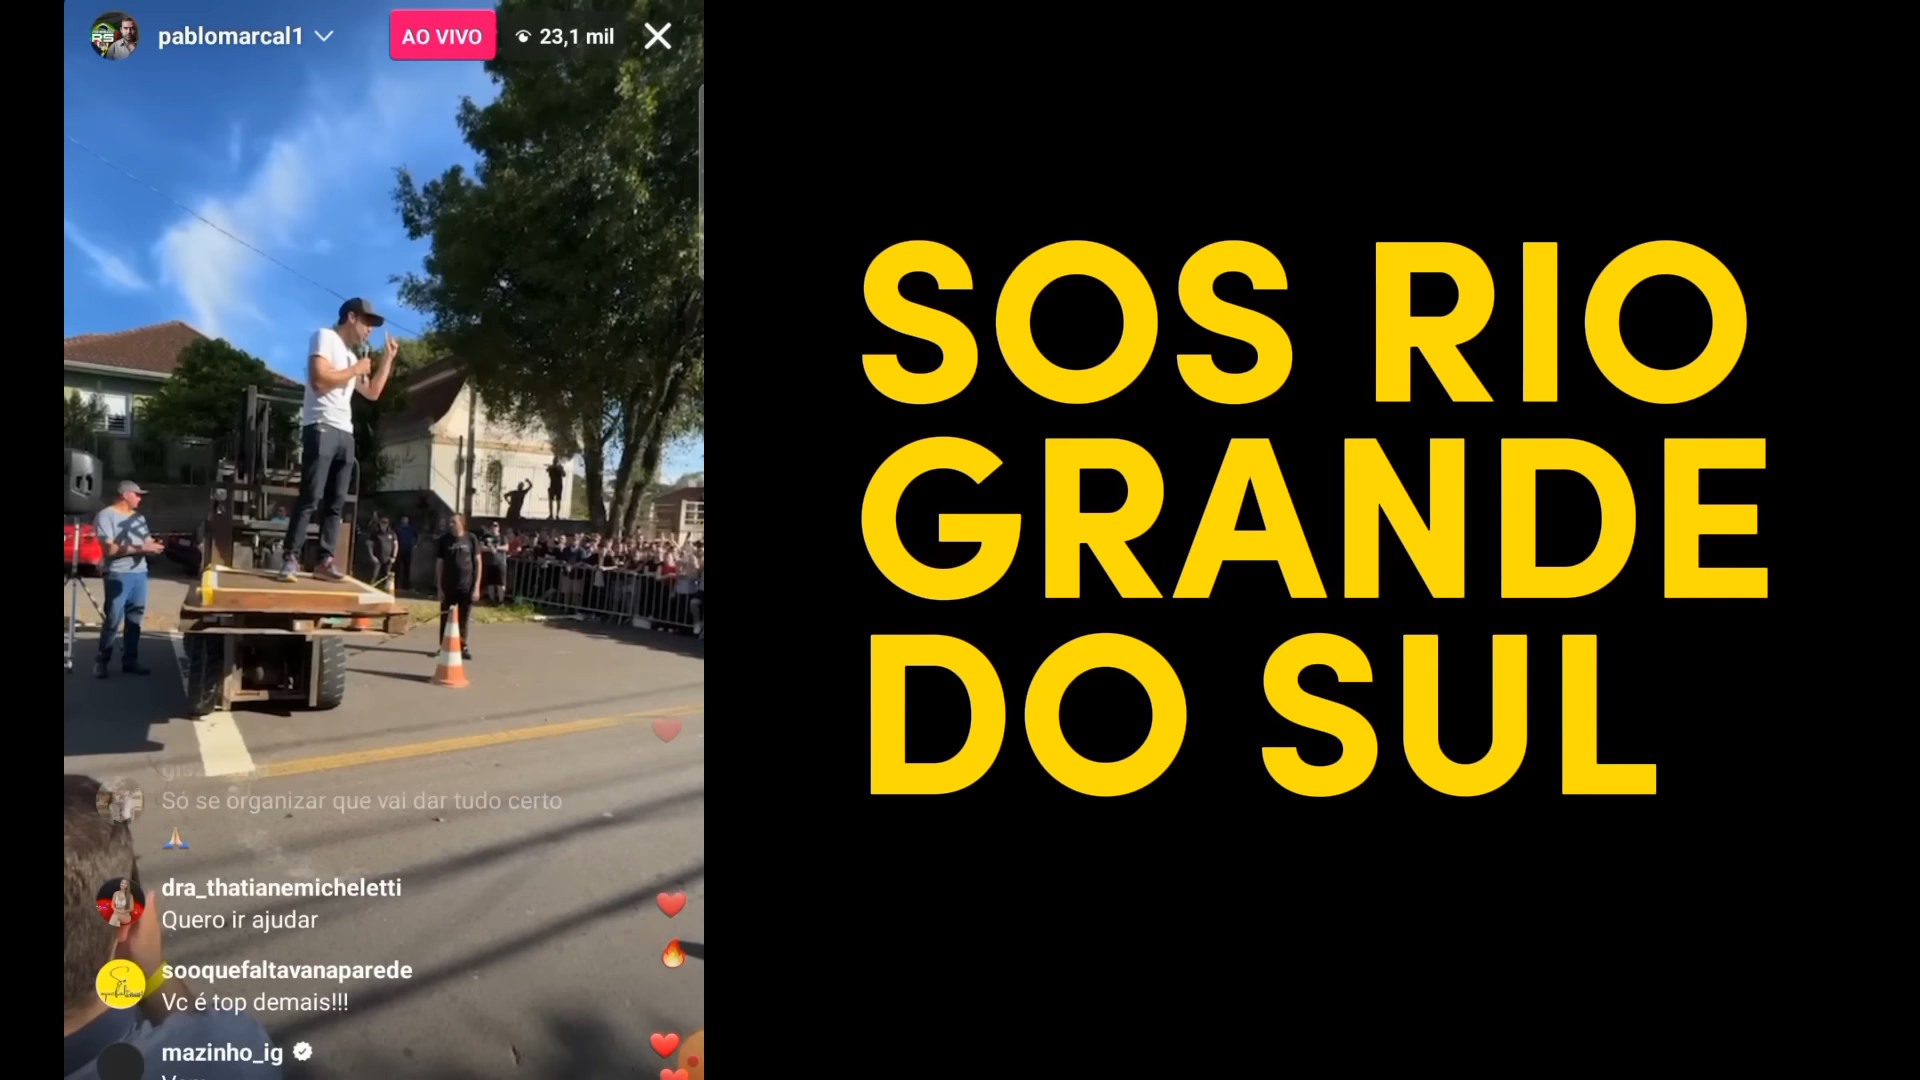 pablomarcal1
AO VIVO
23,1 mil
RS
Só se organizar que vai dar tudo certo
🙏🏻
dra_thatianemicheletti
Quero ir ajudar
sooquefaltavanaparede
Vc é top demais!!!
mazinho_ig
SOS RIO
GRANDE
DO SUL